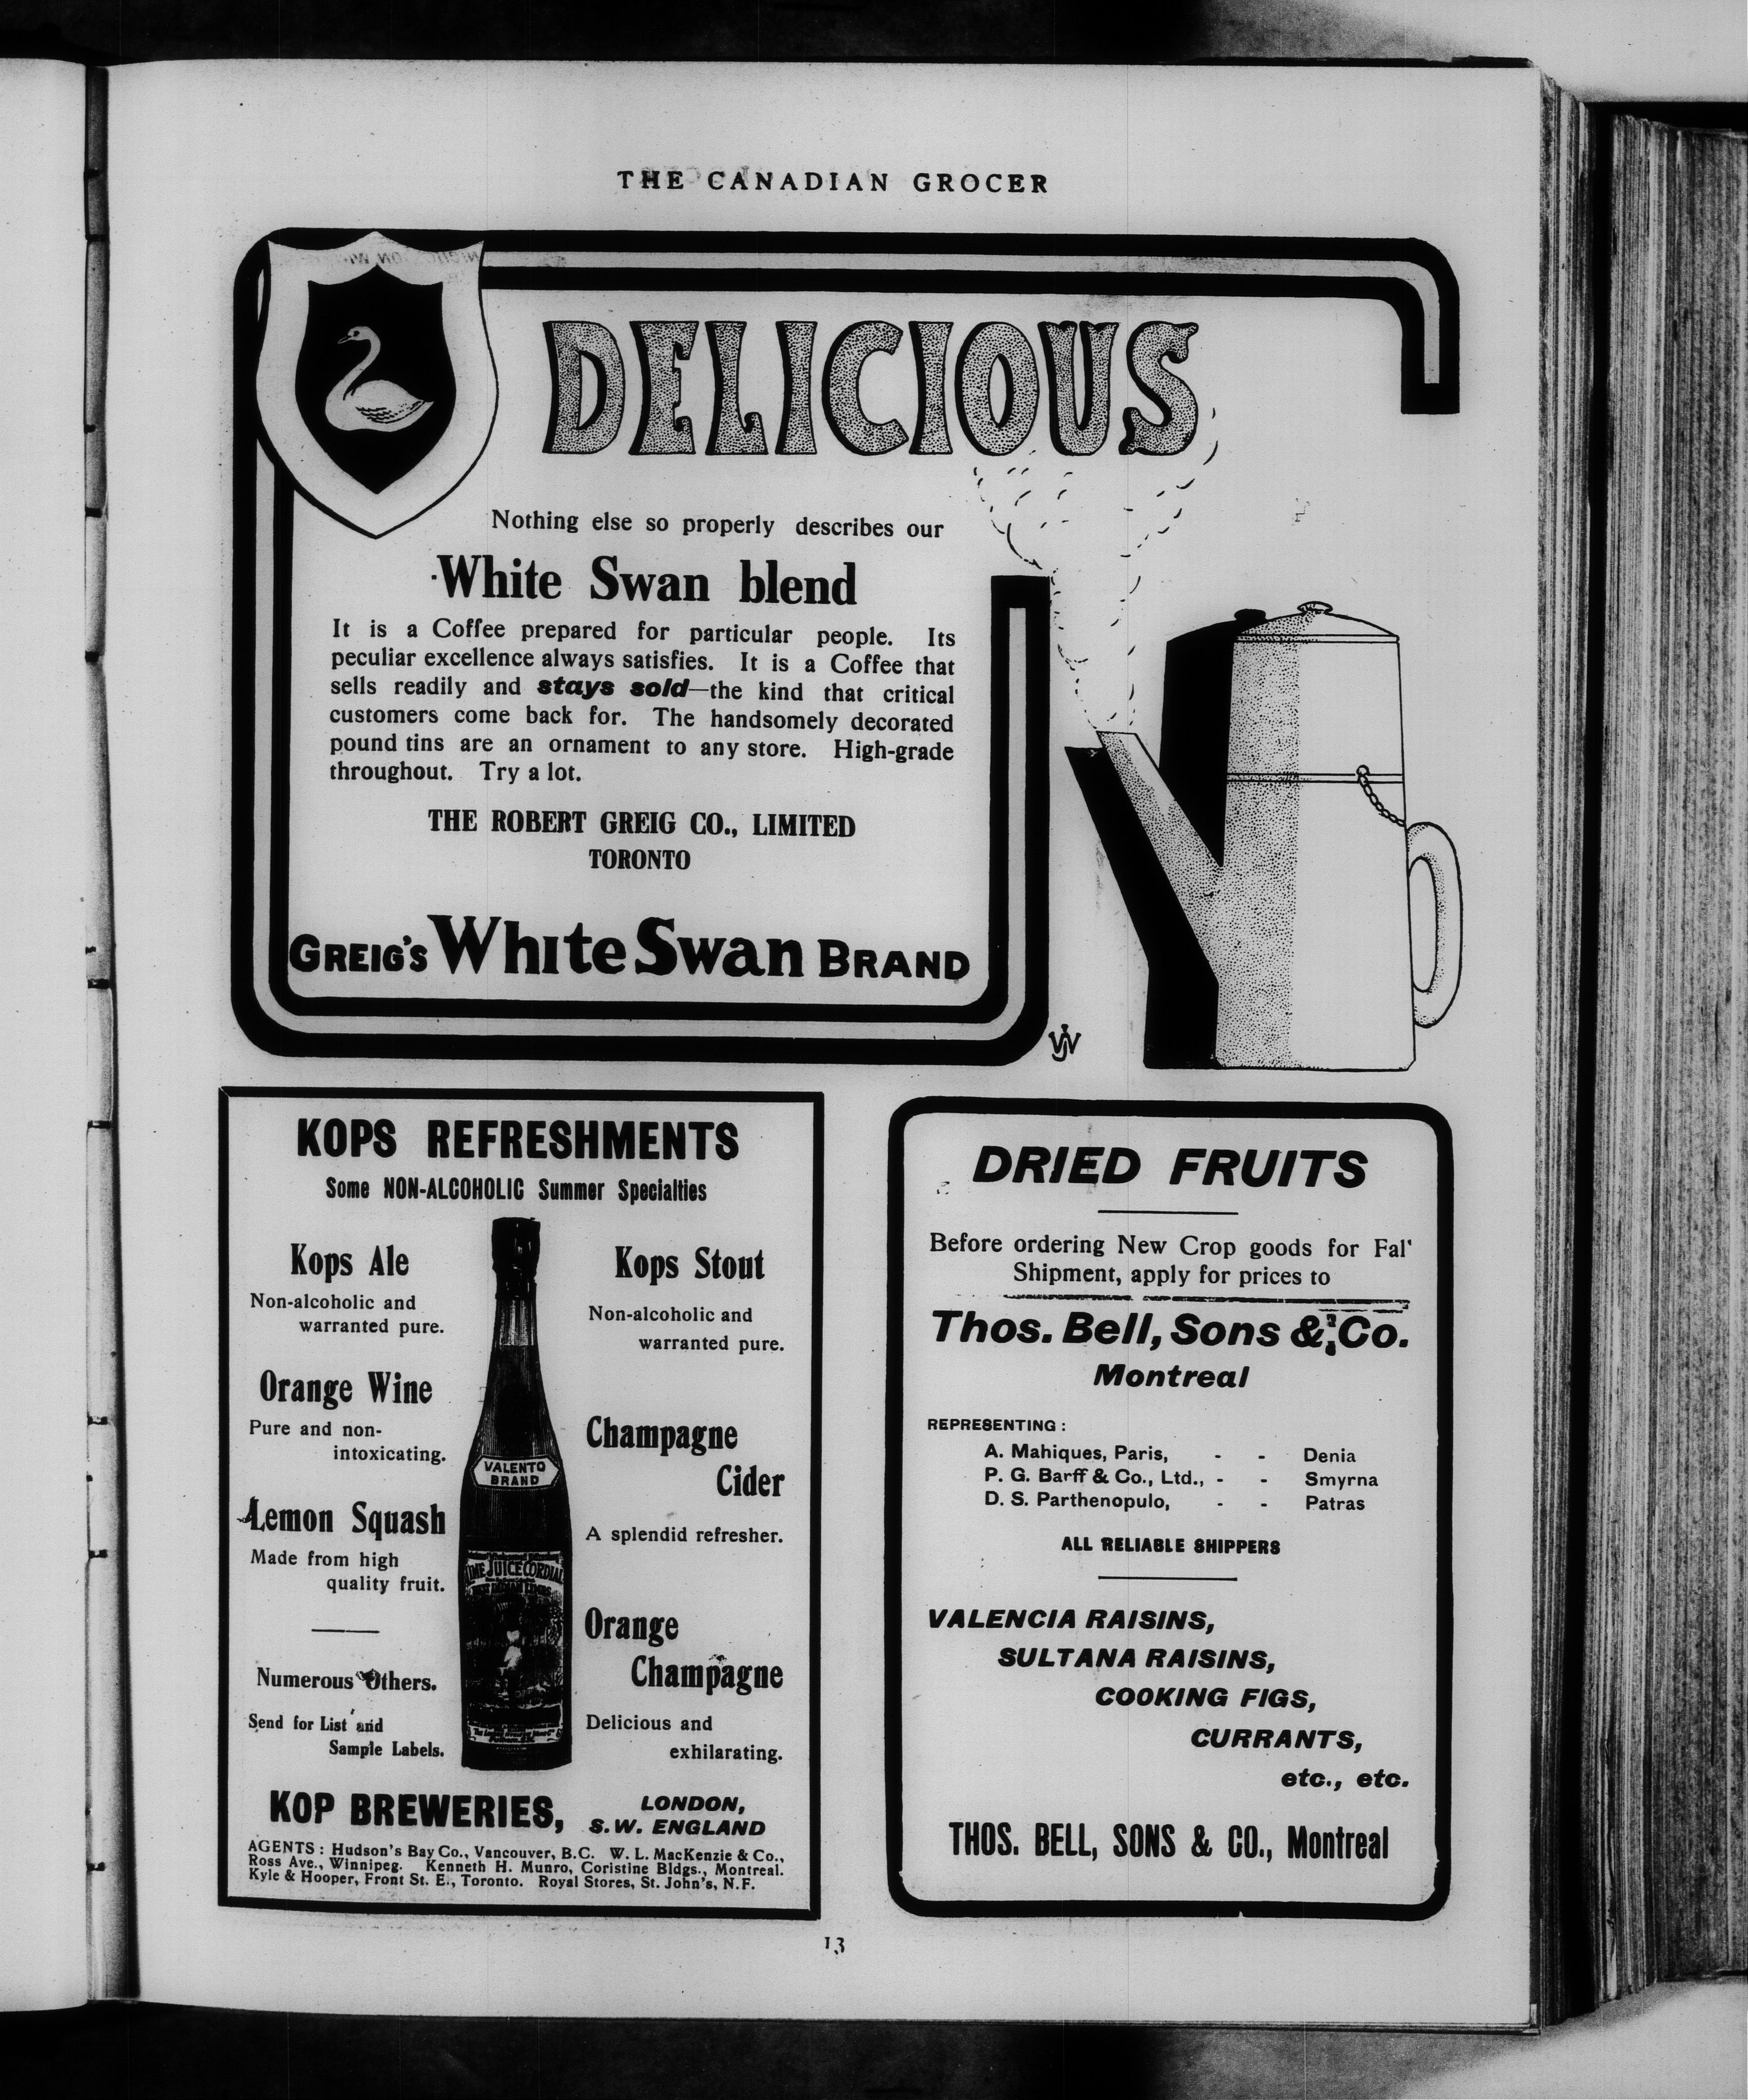 THE CANADIAN GROCER
DELICIOUS
Nothing else so properly describes our
White Swan blend
It is a Coffee prepared for particular people. Its
peculiar excellence always satisfies. It is a Coffee that
sells readily and stays sold—the kind that critical
customers come back for. The handsomely decorated
pound tins are an ornament to any store. High-grade
throughout. Try a lot.
THE ROBERT GREIG CO., LIMITED
TORONTO
GREIG'S White Swan BRAND
KOPS REFRESHMENTS
Some NON-ALCOHOLIC Summer Specialties
Kops Ale
Non-alcoholic and
warranted pure.
Orange Wine
Pure and non-
intoxicating.
Lemon Squash
Made from high
quality fruit.
Numerous Others.
Send for List and
Sample Labels.
VALENTO
BRAND
JUICE CORDIAL
Kops Stout
Non-alcoholic and
warranted pure.
Champagne
Cider
A splendid refresher.
Orange
Champagne
Delicious and
exhilarating.
KOP BREWERIES,
LONDON,
S.W. ENGLAND
AGENTS: Hudson's Bay Co., Vancouver, B.C. W. L. MacKenzie & Co.,
Ross Ave., Winnipeg. Kenneth H. Munro, Coristine Bldgs., Montreal.
Kyle & Hooper, Front St. E., Toronto. Royal Stores, St. John's, N.F.
DRIED FRUITS
Before ordering New Crop goods for Fal'
Shipment, apply for prices to
Thos. Bell, Sons & Co.
Montreal
REPRESENTING:
A. Mahiques, Paris, - - Denia
P. G. Barff & Co., Ltd., - - Smyrna
D. S. Parthenopulo, - - Patras
ALL RELIABLE SHIPPERS
VALENCIA RAISINS,
SULTANA RAISINS,
COOKING FIGS,
CURRANTS,
etc., etc.
THOS. BELL, SONS & CO., Montreal
13